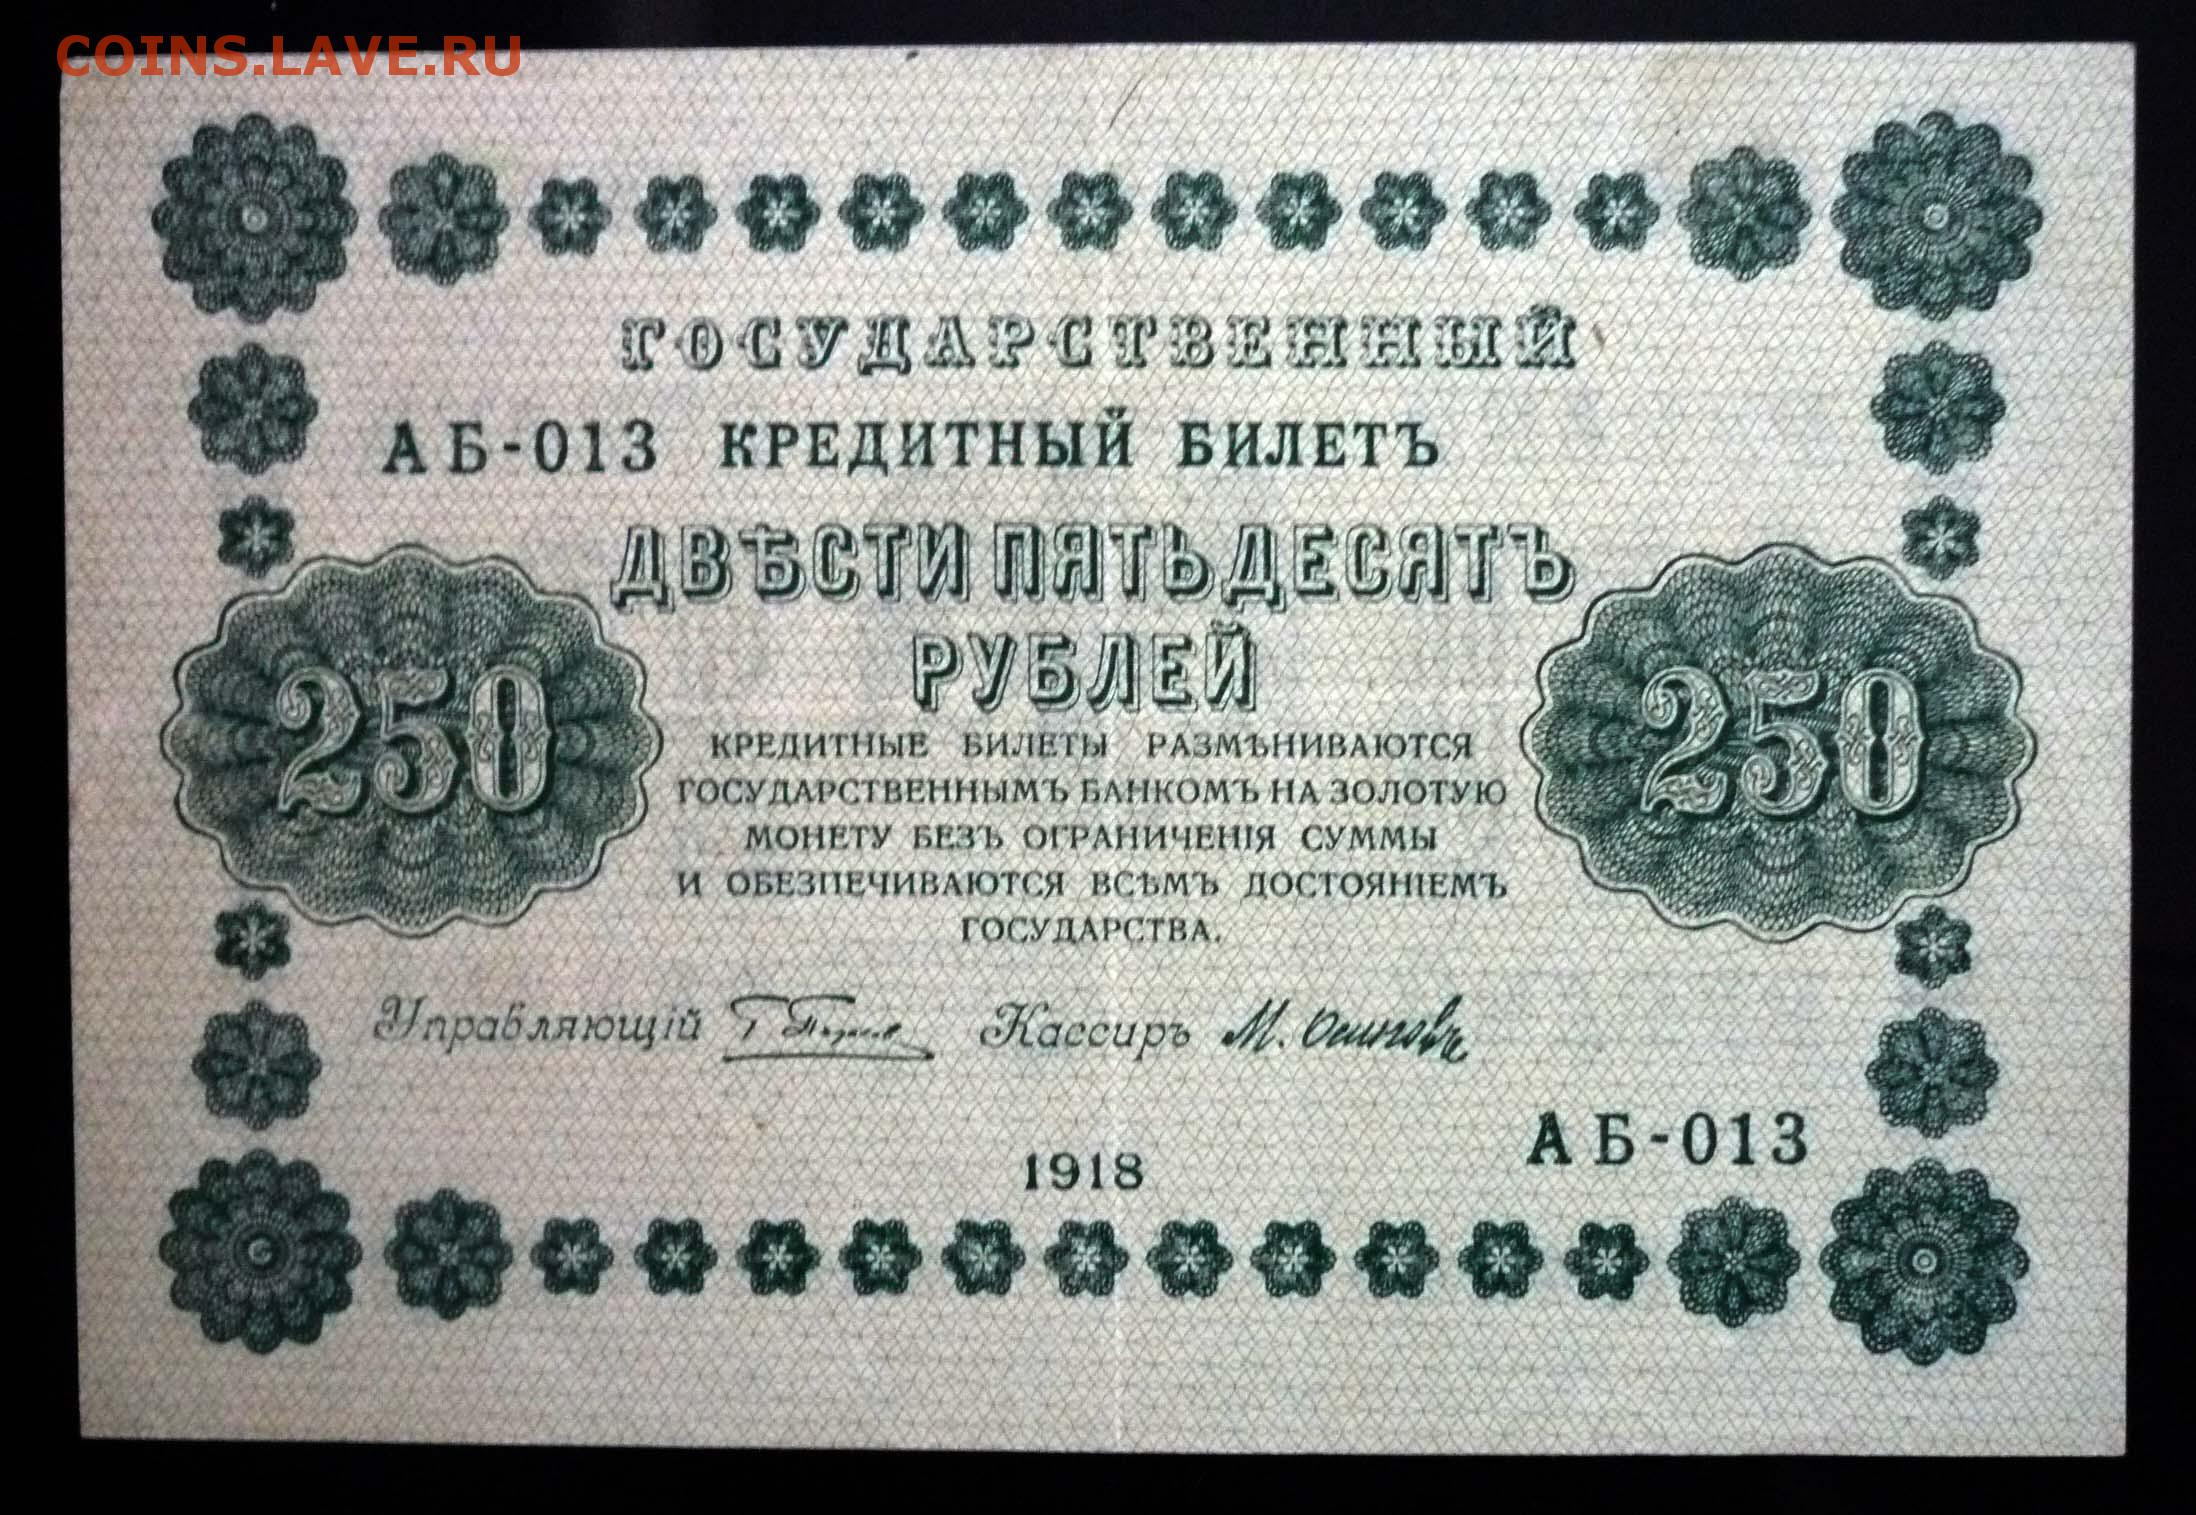 COINS.LAVE.RU
ГОСУДАРСТВЕННЫЙ
АБ-013 КРЕДИТНЫЙ БИЛЕТЪ
ДВѢСТИ ПЯТЬДЕСЯТЪ
РУБЛЕЙ
250
250
КРЕДИТНЫЕ БИЛЕТЫ РАЗМѢНИВАЮТСЯ
ГОСУДАРСТВЕННЫМЪ БАНКОМЪ НА ЗОЛОТУЮ
МОНЕТУ БЕЗЪ ОГРАНИЧЕНІЯ СУММЫ
И ОБЕЗПЕЧИВАЮТСЯ ВСѢМЪ ДОСТОЯНІЕМЪ
ГОСУДАРСТВА.
Управляющій Кассиръ М. Осиповъ
АБ-013
1918